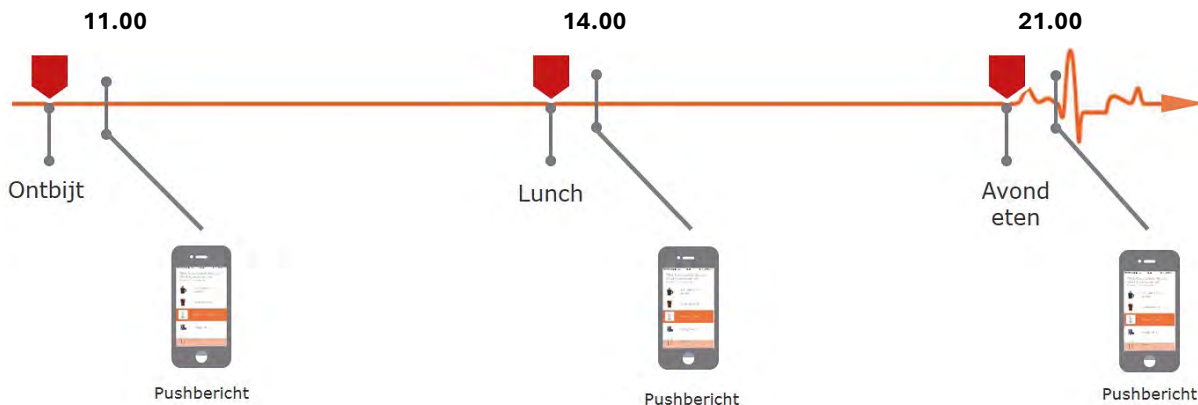 11.00
14.00
21.00
Ontbijt
Lunch
Avond
eten
Pushbericht
Pushbericht
Pushbericht